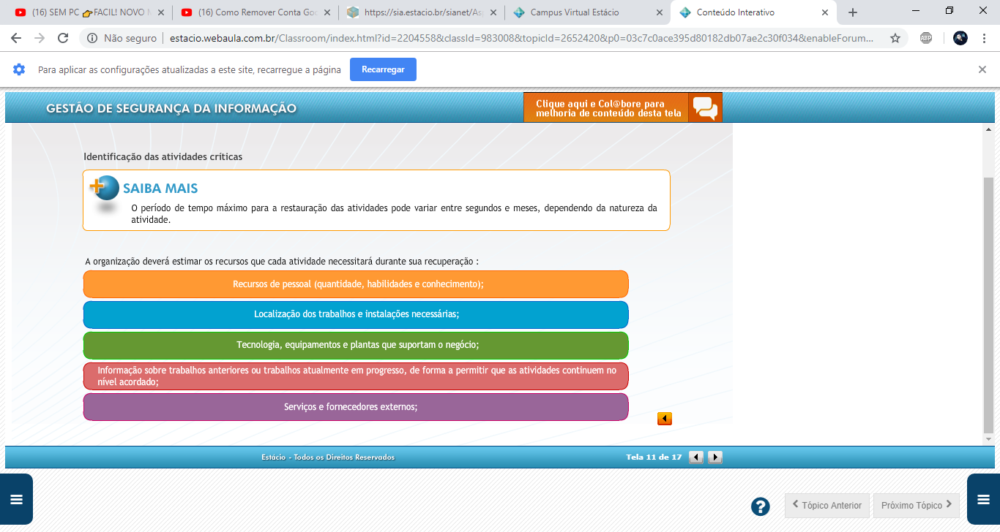 (16) SEM PC 👉FACIL! NOVO M
(16) Como Remover Conta Goo
https://sia.estacio.br/sianet/Asp
Campus Virtual Estácio
Conteúdo Interativo
Não seguro
estacio.webaula.com.br/Classroom/index.html?id=2204558&classId=983008&topicId=2652420&p0=03c7c0ace395d80182db07ae2c30f034&enableForum...
ABP
Para aplicar as configurações atualizadas a este site, recarregue a página
Recarregar
GESTÃO DE SEGURANÇA DA INFORMAÇÃO
Clique aqui e Col@bore para
melhoria de conteúdo desta tela
Identificação das atividades críticas
SAIBA MAIS
O período de tempo máximo para a restauração das atividades pode variar entre segundos e meses, dependendo da natureza da
atividade.
A organização deverá estimar os recursos que cada atividade necessitará durante sua recuperação :
Recursos de pessoal (quantidade, habilidades e conhecimento);
Localização dos trabalhos e instalações necessárias;
Tecnologia, equipamentos e plantas que suportam o negócio;
Informação sobre trabalhos anteriores ou trabalhos atualmente em progresso, de forma a permitir que as atividades continuem no
nível acordado;
Serviços e fornecedores externos;
Estácio - Todos os Direitos Reservados
Tela 11 de 17
?
Tópico Anterior
Próximo Tópico